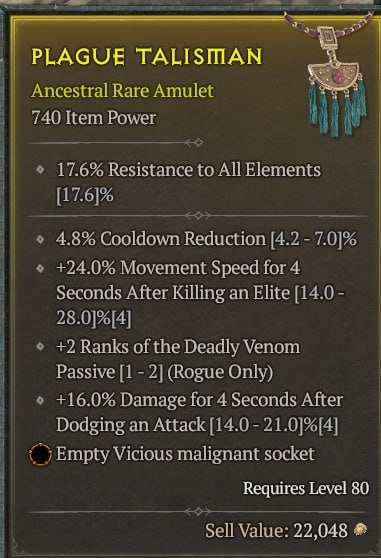 PLAGUE TALISMAN
Ancestral Rare Amulet
740 Item Power
17.6% Resistance to All Elements
[17.6]%
4.8% Cooldown Reduction [4.2 - 7.0]%
+24.0% Movement Speed for 4
Seconds After Killing an Elite [14.0 -
28.0]%[4]
+2 Ranks of the Deadly Venom
Passive [1 - 2] (Rogue Only)
+16.0% Damage for 4 Seconds After
Dodging an Attack [14.0 - 21.0]%[4]
Empty Vicious malignant socket
Requires Level 80
Sell Value: 22,048